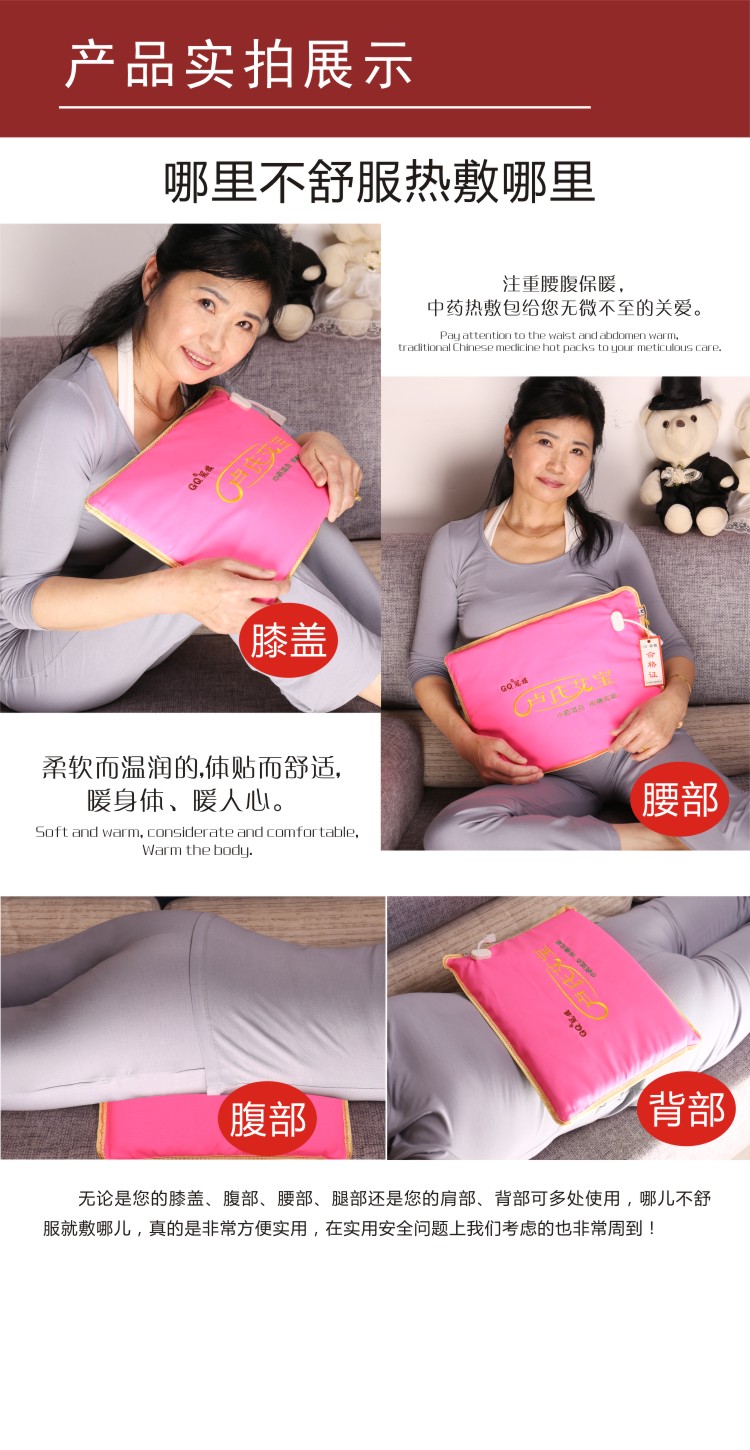 产品实拍展示
哪里不舒服热敷哪里
注重腰腹保暖，
中药热敷包给您无微不至的关爱。
Pay attention to the waist and abdomen warm,
traditional Chinese medicine hot packs to your meticulous care.
GQ
膝盖
GQ
合格证
腰部
柔软而温润的,体贴而舒适,
暖身体、暖人心。
Soft and warm, considerate and comfortable,
Warm the body.
腹部
GQ
背部
无论是您的膝盖、腹部、腰部、腿部还是您的肩部、背部可多处使用，哪儿不舒
服就敷哪儿，真的是非常方便实用，在实用安全问题上我们考虑的也非常周到！